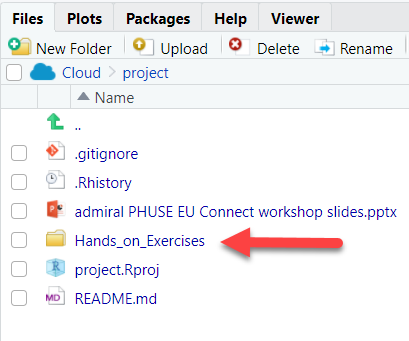 Files Plots Packages Help Viewer
New Folder Upload Delete Rename
Cloud project
Name
..
.gitignore
.Rhistory
admiral PHUSE EU Connect workshop slides.pptx
Hands_on_Exercises
project.Rproj
MD README.md